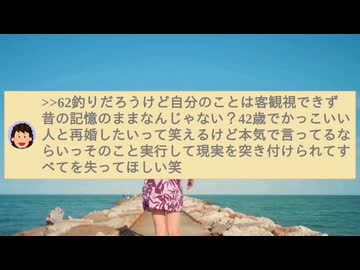 >>62釣りだろうけど自分のことは客観視できず
昔の記憶のままなんじゃない？42歳でかっこいい
人と再婚したいって笑えるけど本気で言ってるな
らいっそのこと実行して現実を突き付けられてす
べてを失ってほしい笑